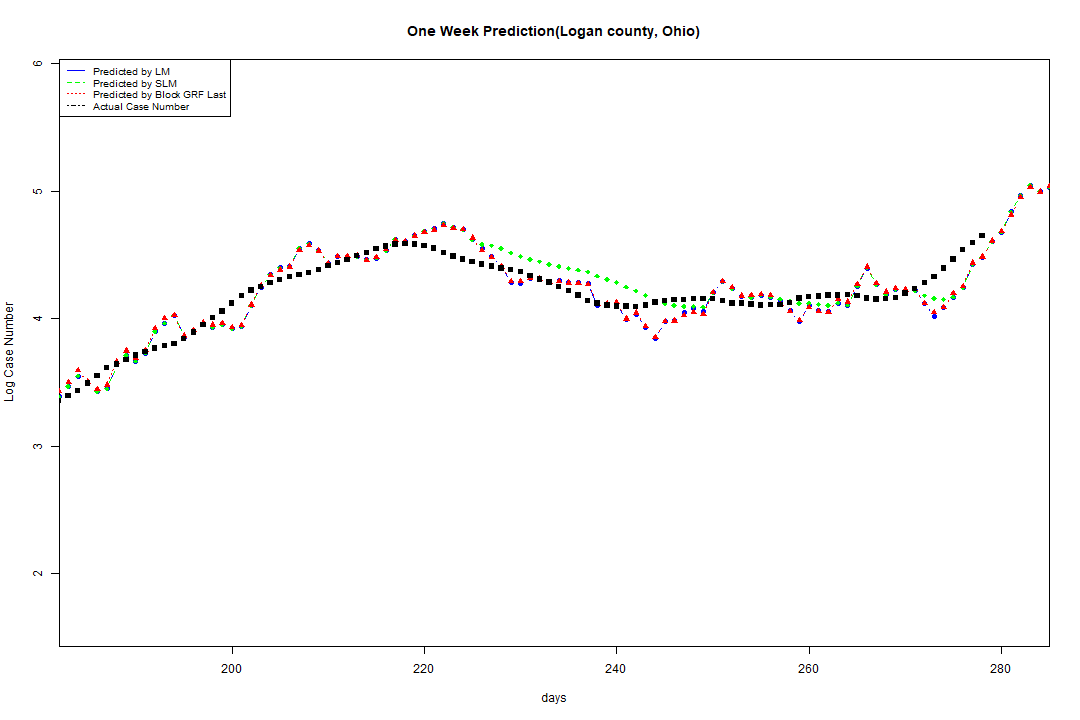 One Week Prediction(Logan county, Ohio)
Predicted by LM
Predicted by SLM
Predicted by Block GRF Last
Actual Case Number
6
5
4
3
2
Log Case Number
200 220 240 260 280
days